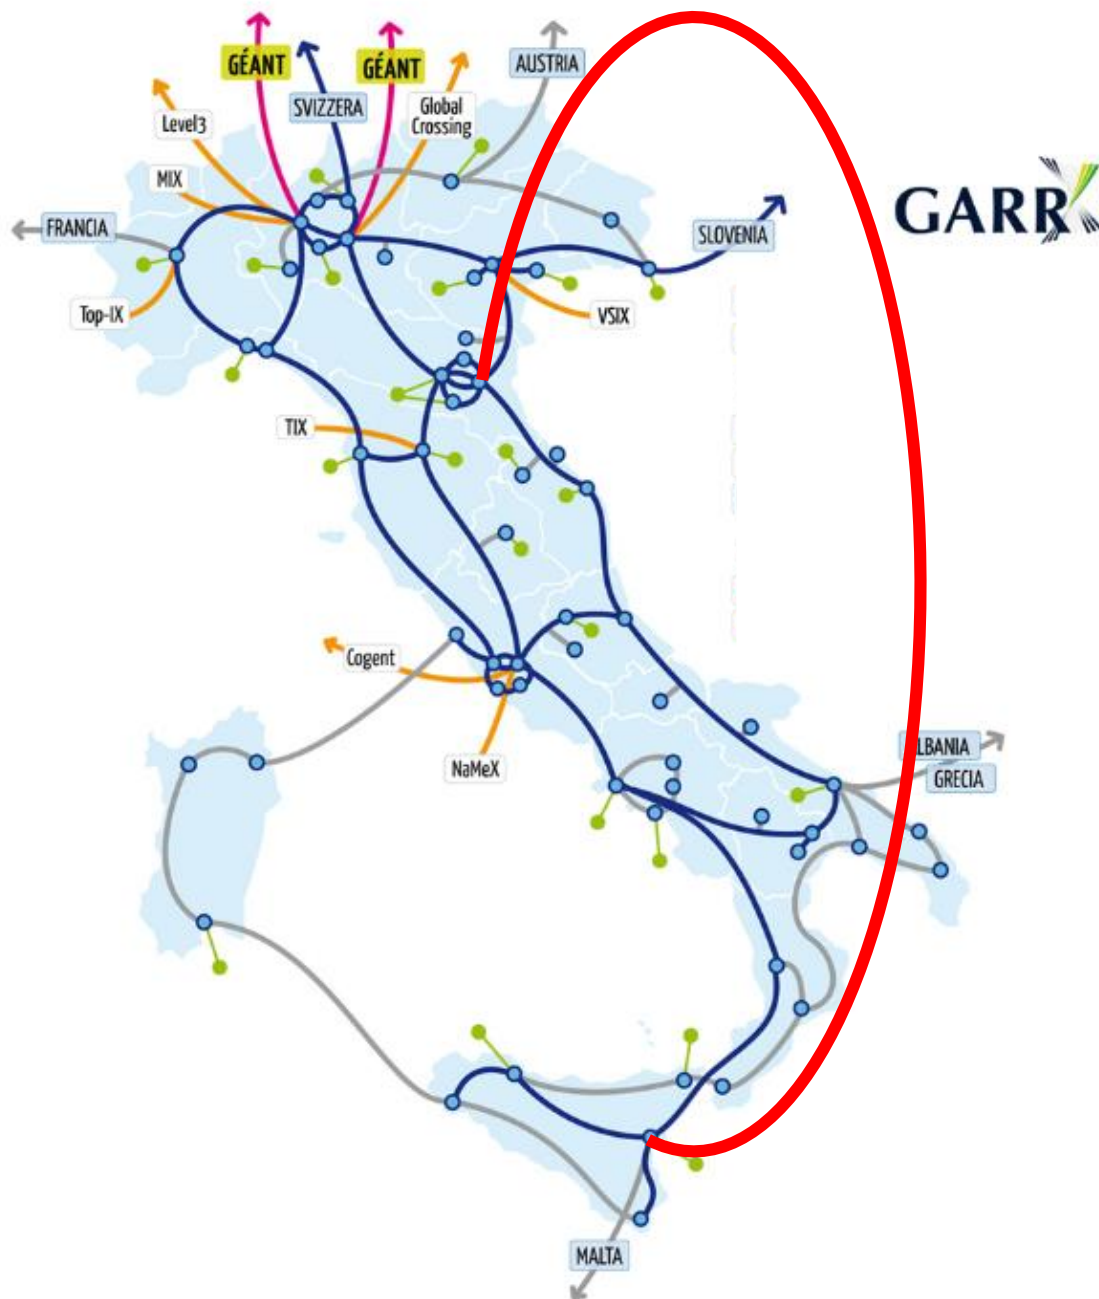 GÉANT
GÉANT
AUSTRIA
SVIZZERA
Global
Crossing
Level3
MIX
GARR
FRANCIA
SLOVENIA
Top-IX
VSIX
TIX
Cogent
NaMeX
LBANIA
GRECIA
MALTA